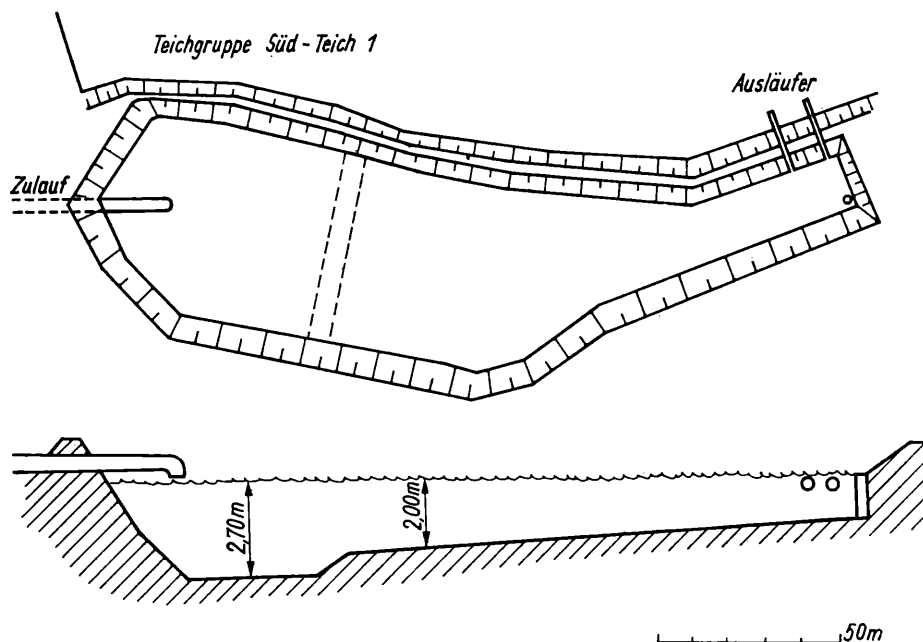 Teichgruppe Süd-Teich 1
Ausläufer
Zulauf
2,70m
2,00m
50m